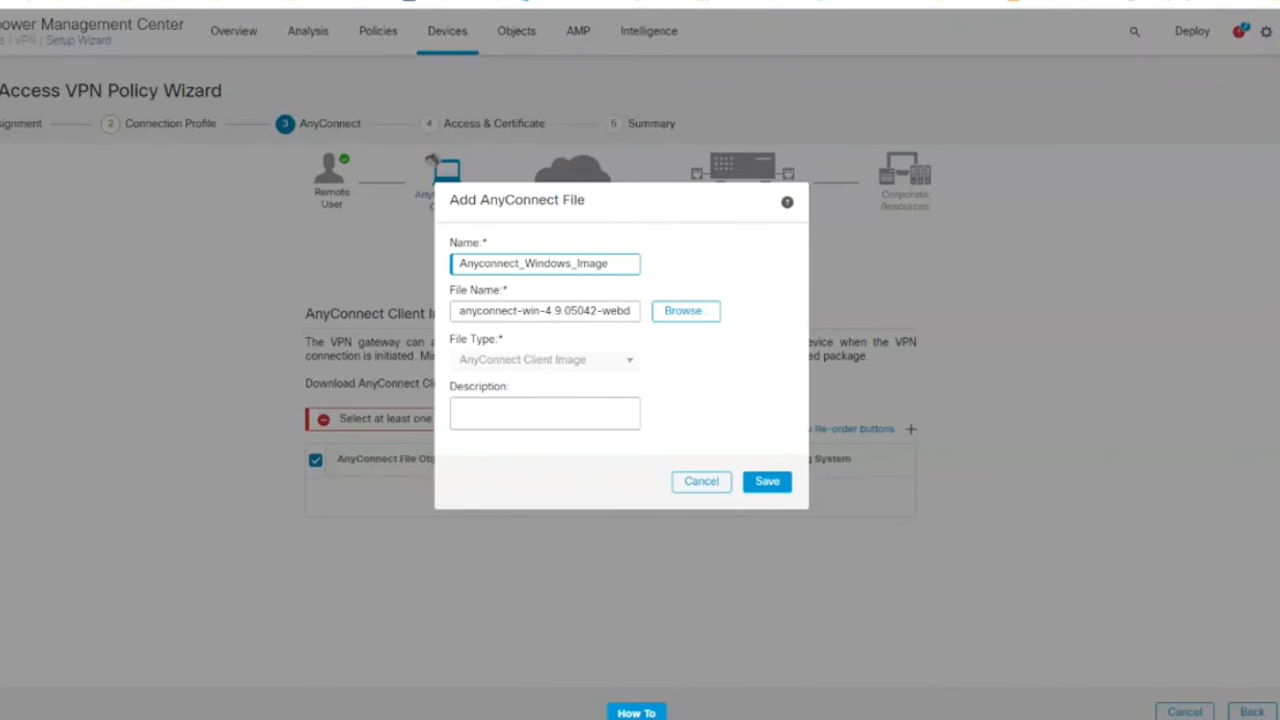 ower Management Center
Overview
Analysis
Policies
Devices
Objects
AMP
Intelligence
Deploy
/ VPN / Setup Wizard
Access VPN Policy Wizard
ignment
2 Connection Profile
3 AnyConnect
4 Access & Certificate
5 Summary
Remote
User
Any
Corporate
Resources
Add AnyConnect File
Name:*
Anyconnect_Windows_Image
File Name:*
anyconnect-win-4.9.05042-webd
Browse..
File Type:*
AnyConnect Client Image
Description:
Cancel
Save
AnyConnect Client I
The VPN gateway can a
evice when the VPN
connection is initiated. Mi
ed package.
Download AnyConnect Cli
Select at least one
Re-order buttons
AnyConnect File Obj
System
How To
Cancel
Back